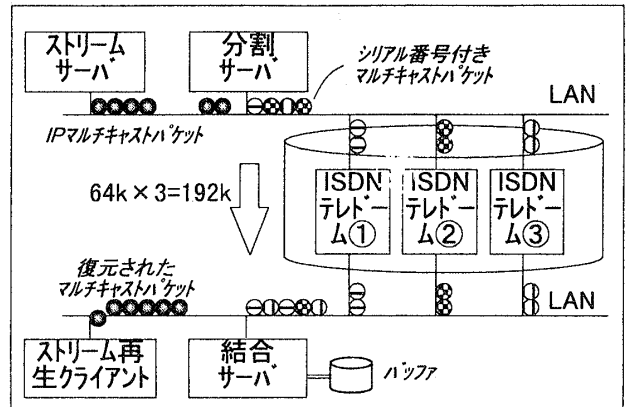 ストリーム
サーバ
分割
サーバ
シリアル番号付き
マルチキャストパケット
LAN
IPマルチキャストパケット
64k×3=192k
ISDN
テレドー
ム①
ISDN
テレドー
ム②
ISDN
テレドー
ム③
復元された
マルチキャストパケット
LAN
ストリーム再
生クライアント
結合
サーバ
バッファ